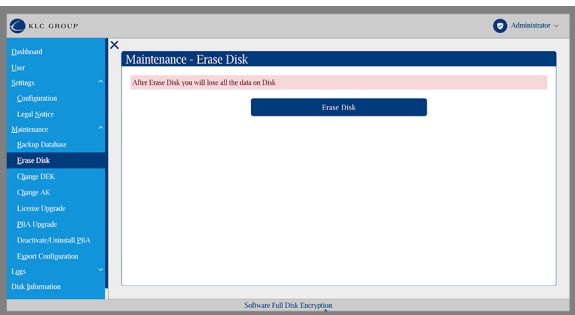 KLC GROUP
Administrator
Dashboard
User
Settings
Configuration
Legal Notice
Maintenance
Backup Database
Erase Disk
Change DEK
Change AK
License Upgrade
PBA Upgrade
Deactivate/Uninstall PBA
Export Configuration
Logs
Disk Information
Maintenance - Erase Disk
After Erase Disk you will lose all the data on Disk
Erase Disk
Software Full Disk Encryption